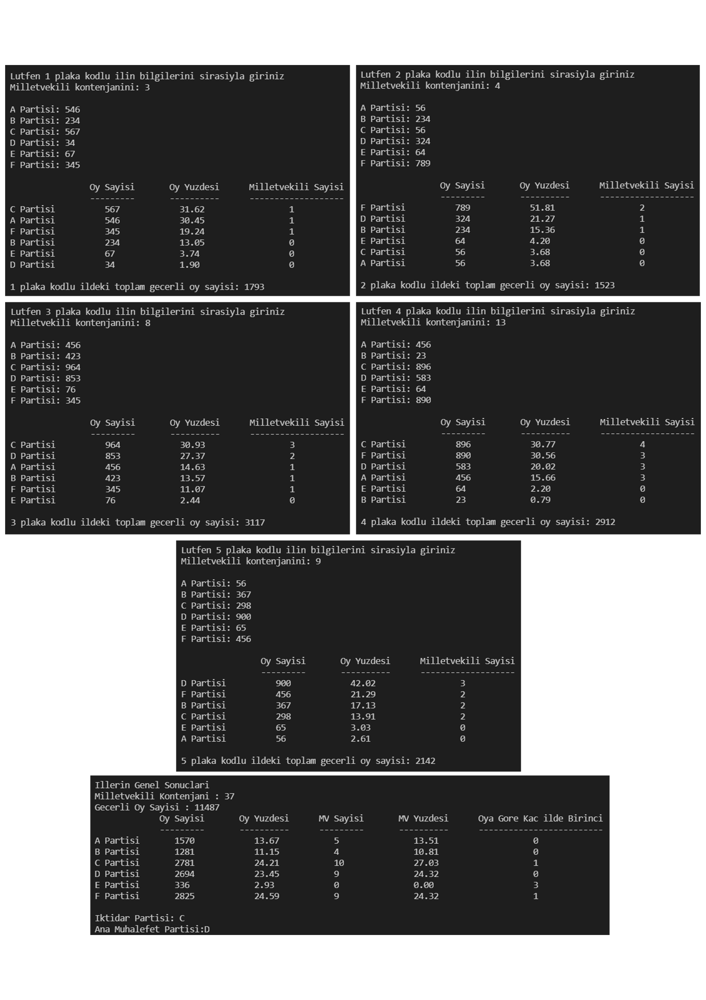 Lutfen 1 plaka kodlu ilin bilgilerini sirasiyla giriniz
Milletvekili kontenjanini: 3
A Partisi: 546
B Partisi: 234
C Partisi: 567
D Partisi: 34
E Partisi: 67
F Partisi: 345
Oy Sayisi Oy Yuzdesi Milletvekili Sayisi
--------- ---------- -------------------
C Partisi 567 31.62 1
A Partisi 546 30.45 1
F Partisi 345 19.24 1
B Partisi 234 13.05 0
E Partisi 67 3.74 0
D Partisi 34 1.90 0
1 plaka kodlu ildeki toplam gecerli oy sayisi: 1793
Lutfen 2 plaka kodlu ilin bilgilerini sirasiyla giriniz
Milletvekili kontenjanini: 4
A Partisi: 56
B Partisi: 234
C Partisi: 56
D Partisi: 324
E Partisi: 64
F Partisi: 789
Oy Sayisi Oy Yuzdesi Milletvekili Sayisi
--------- ---------- -------------------
F Partisi 789 51.81 2
D Partisi 324 21.27 1
B Partisi 234 15.36 1
E Partisi 64 4.20 0
C Partisi 56 3.68 0
A Partisi 56 3.68 0
2 plaka kodlu ildeki toplam gecerli oy sayisi: 1523
Lutfen 3 plaka kodlu ilin bilgilerini sirasiyla giriniz
Milletvekili kontenjanini: 8
A Partisi: 456
B Partisi: 423
C Partisi: 964
D Partisi: 853
E Partisi: 76
F Partisi: 345
Oy Sayisi Oy Yuzdesi Milletvekili Sayisi
--------- ---------- -------------------
C Partisi 964 30.93 3
D Partisi 853 27.37 2
A Partisi 456 14.63 1
B Partisi 423 13.57 1
F Partisi 345 11.07 1
E Partisi 76 2.44 0
3 plaka kodlu ildeki toplam gecerli oy sayisi: 3117
Lutfen 4 plaka kodlu ilin bilgilerini sirasiyla giriniz
Milletvekili kontenjanini: 13
A Partisi: 456
B Partisi: 23
C Partisi: 896
D Partisi: 583
E Partisi: 64
F Partisi: 890
Oy Sayisi Oy Yuzdesi Milletvekili Sayisi
--------- ---------- -------------------
C Partisi 896 30.77 4
F Partisi 890 30.56 3
D Partisi 583 20.02 3
A Partisi 456 15.66 3
E Partisi 64 2.20 0
B Partisi 23 0.79 0
4 plaka kodlu ildeki toplam gecerli oy sayisi: 2912
Lutfen 5 plaka kodlu ilin bilgilerini sirasiyla giriniz
Milletvekili kontenjanini: 9
A Partisi: 56
B Partisi: 367
C Partisi: 298
D Partisi: 900
E Partisi: 65
F Partisi: 456
Oy Sayisi Oy Yuzdesi Milletvekili Sayisi
--------- ---------- -------------------
D Partisi 900 42.02 3
F Partisi 456 21.29 2
B Partisi 367 17.13 2
C Partisi 298 13.91 2
E Partisi 65 3.03 0
A Partisi 56 2.61 0
5 plaka kodlu ildeki toplam gecerli oy sayisi: 2142
Illerin Genel Sonuclari
Milletvekili Kontenjani : 37
Gecerli Oy Sayisi : 11487
Oy Sayisi Oy Yuzdesi MV Sayisi MV Yuzdesi Oya Gore Kac ilde Birinci
--------- ---------- --------- ---------- -------------------------
A Partisi 1570 13.67 5 13.51 0
B Partisi 1281 11.15 4 10.81 0
C Partisi 2781 24.21 10 27.03 1
D Partisi 2694 23.45 9 24.32 0
E Partisi 336 2.93 0 0.00 3
F Partisi 2825 24.59 9 24.32 1
Iktidar Partisi: C
Ana Muhalefet Partisi:D